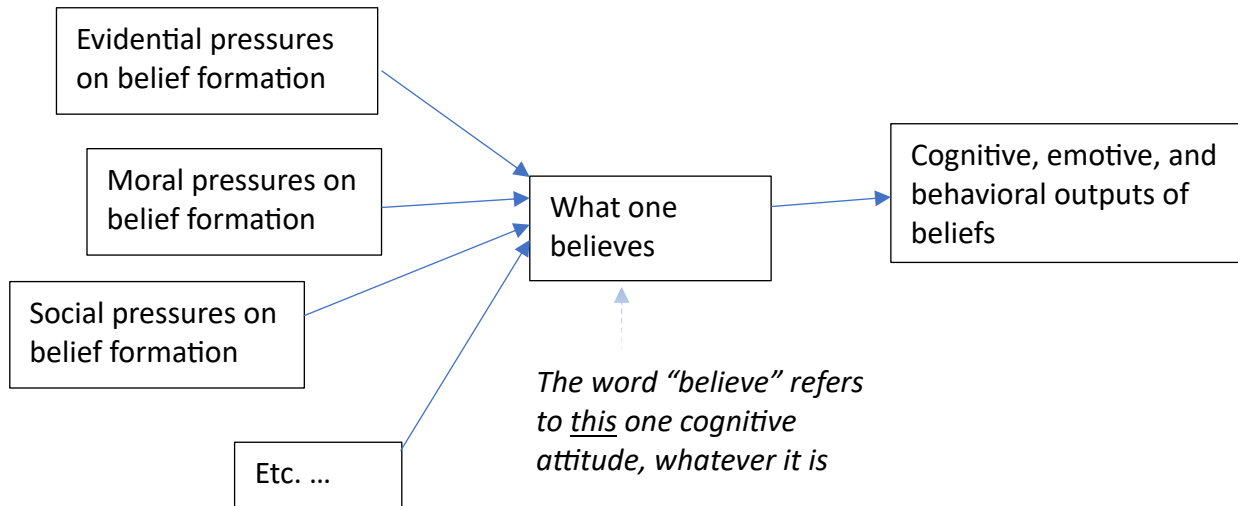 Evidential pressures
on belief formation
Moral pressures on
belief formation
Social pressures on
belief formation
Etc. ...
What one
believes
The word “believe” refers
to this one cognitive
attitude, whatever it is
Cognitive, emotive, and
behavioral outputs of
beliefs